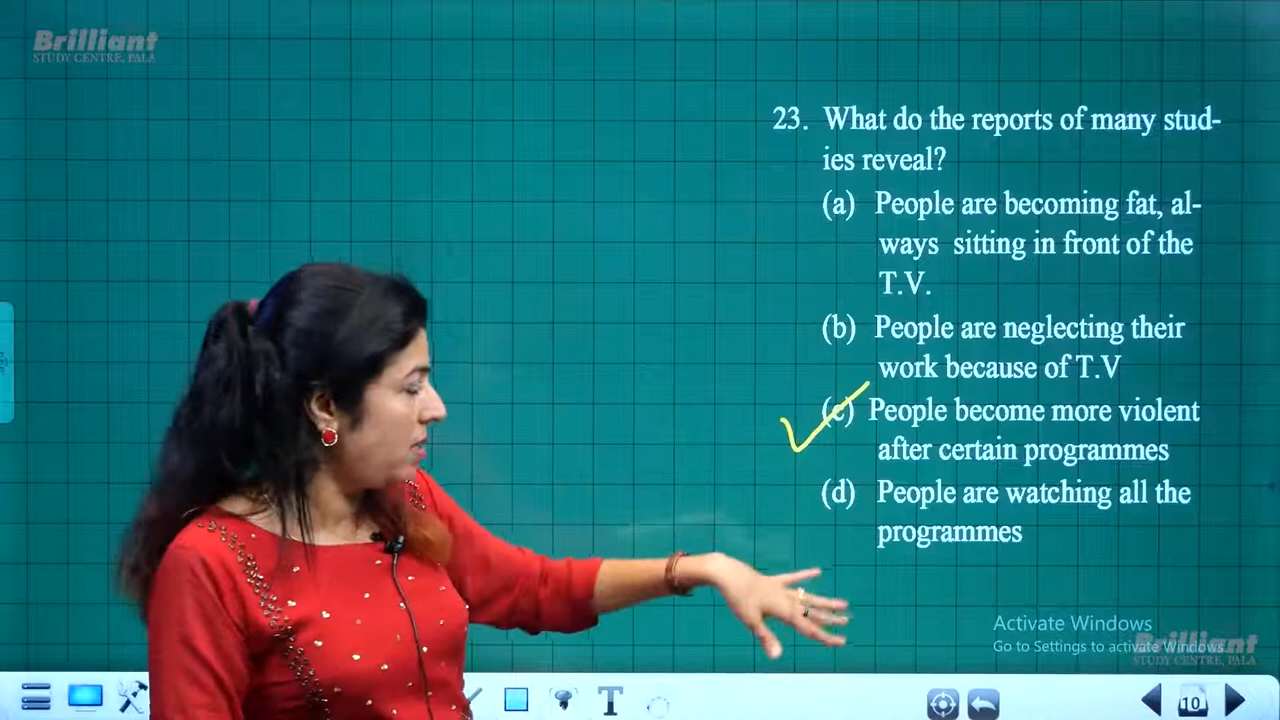 Brilliant
STUDY CENTRE, PALA
23. What do the reports of many stud-
ies reveal?
(a) People are becoming fat, al-
ways sitting in front of the
T.V.
(b) People are neglecting their
work because of T.V
(c) People become more violent
after certain programmes
(d) People are watching all the
programmes
Activate Windows
Go to Settings to activate Windows.
Brilliant
STUDY CENTRE, PALA
T
10